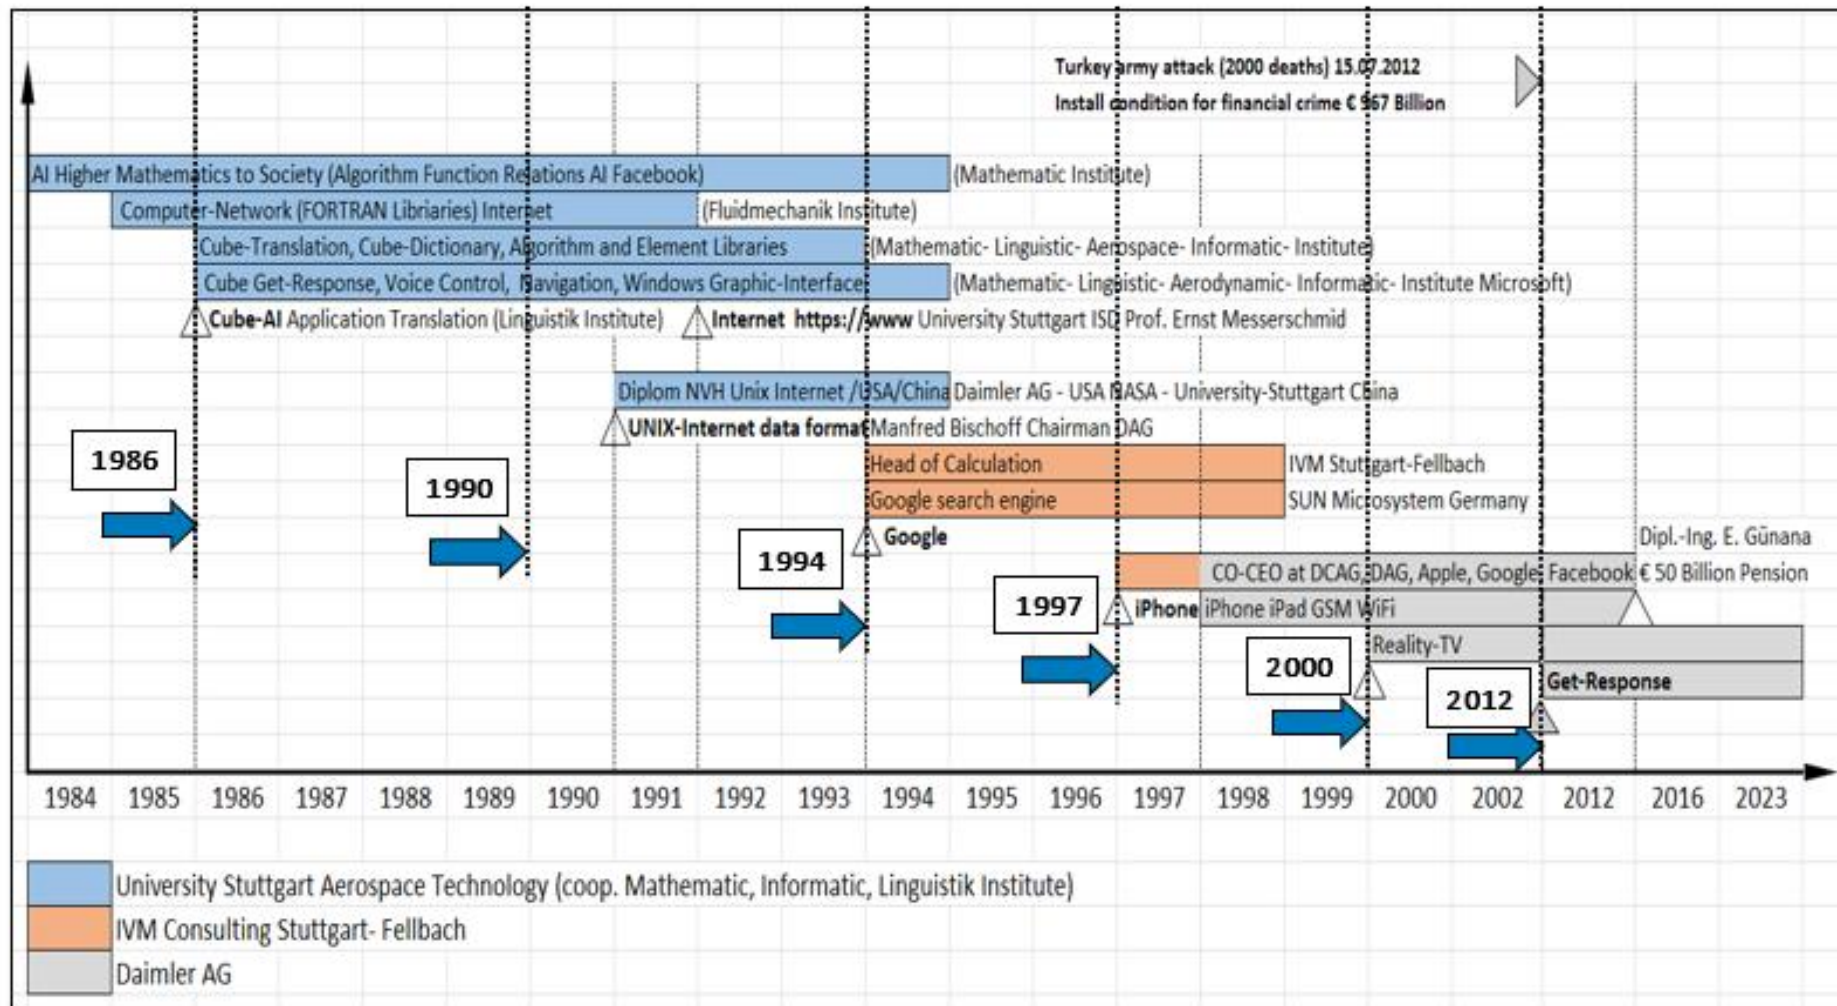 Turkey army attack (2000 deaths) 15.07.2012
Install condition for financial crime € 567 Billion
AI Higher Mathematics to Society (Algorithm Function Relations AI Facebook) (Mathematic Institute)
Computer-Network (FORTRAN Libriaries) Internet (Fluidmechanik Institute)
Cube-Translation, Cube-Dictionary, Algorithm and Element Libraries (Mathematic- Linguistic- Aerospace- Informatic- Institute)
Cube Get-Response, Voice Control, Navigation, Windows Graphic-Interface (Mathematic- Linguistic- Aerodynamic- Informatic- Institute Microsoft)
Cube-AI Application Translation (Linguistik Institute) Internet https://www University Stuttgart ISD Prof. Ernst Messerschmid
Diplom NVH Unix Internet /USA/China Daimler AG - USA NASA - University-Stuttgart China
UNIX-Internet data format Manfred Bischoff Chairman DAG
1986
Head of Calculation IVM Stuttgart-Fellbach
1990
Google search engine SUN Microsystem Germany
Google
Dipl.-Ing. E. Günana
1994
CO-CEO at DCAG, DAG, Apple, Google, Facebook € 50 Billion Pension
1997
iPhone iPhone iPad GSM WiFi
Reality-TV
2000
Get-Response
2012
1984 1985 1986 1987 1988 1989 1990 1991 1992 1993 1994 1995 1996 1997 1998 1999 2000 2002 2012 2016 2023
University Stuttgart Aerospace Technology (coop. Mathematic, Informatic, Linguistik Institute)
IVM Consulting Stuttgart- Fellbach
Daimler AG